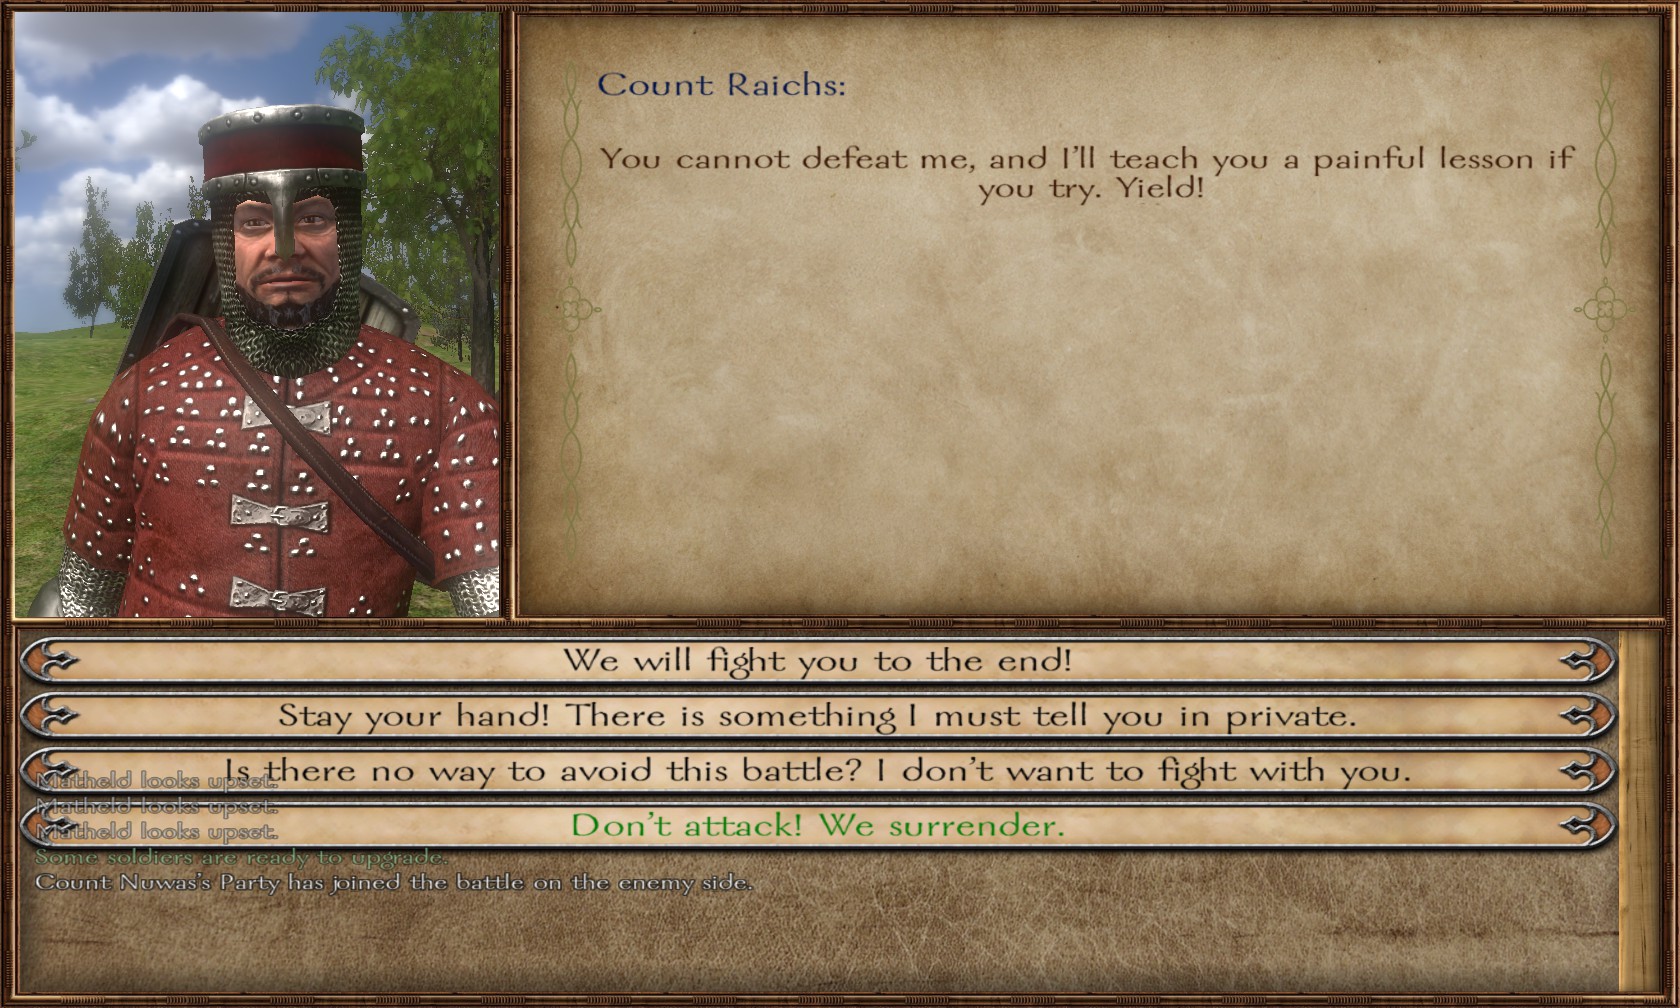 Count Raichs:
You cannot defeat me, and I'll teach you a painful lesson if
you try. Yield!
We will fight you to the end!
Stay your hand! There is something I must tell you in private.
Is there no way to avoid this battle? I don't want to fight with you.
Matheld looks upset.
Matheld looks upset.
Don't attack! We surrender.
Matheld looks upset.
Some soldiers are ready to upgrade.
Count Nuwas's Party has joined the battle on the enemy side.